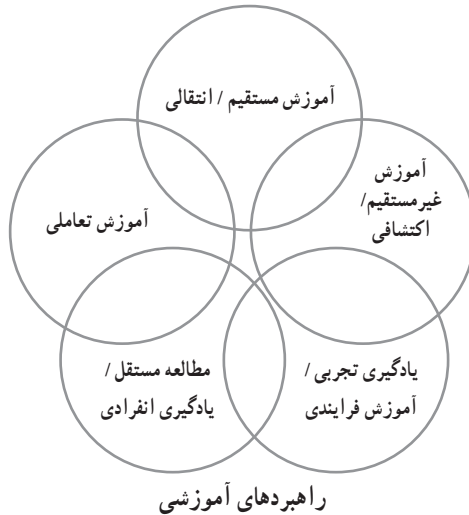 آموزش مستقیم / انتقالی
آموزش
غیرمستقیم/
اکتشافی
آموزش تعاملی
یادگیری تجربی /
آموزش فرایندی
مطالعه مستقل /
یادگیری انفرادی
راهبردهای آموزشی